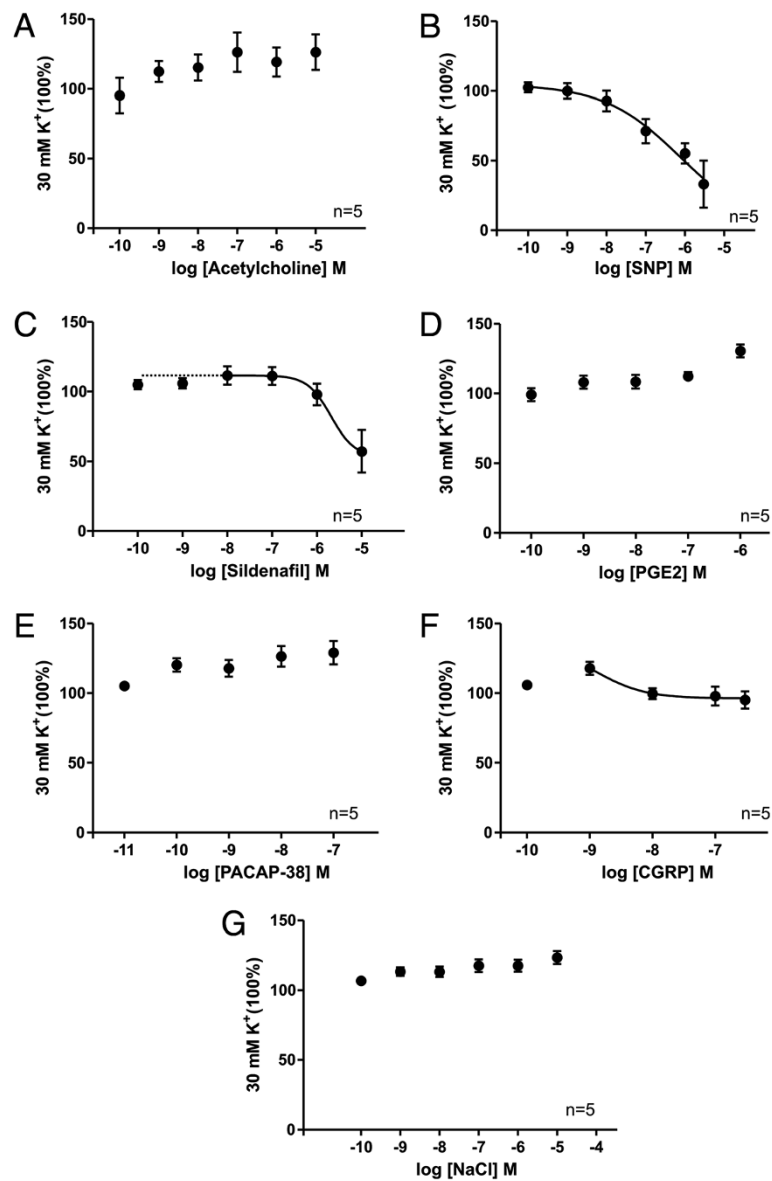 A
30 mM K⁺(100%)
150
100
50
0
-10 -9 -8 -7 -6 -5
log [Acetylcholine] M
n=5
B
30 mM K⁺ (100%)
150
100
50
0
-10 -9 -8 -7 -6 -5
log [SNP] M
n=5
C
30 mM K⁺(100%)
150
100
50
0
-10 -9 -8 -7 -6 -5
log [Sildenafil] M
n=5
D
30 mM K⁺(100%)
150
100
50
0
-10 -9 -8 -7 -6
log [PGE2] M
n=5
E
30 mM K⁺(100%)
150
100
50
0
-11 -10 -9 -8 -7
log [PACAP-38] M
n=5
F
30 mM K⁺(100%)
150
100
50
0
-10 -9 -8 -7
log [CGRP] M
n=5
G
30 mM K⁺(100%)
150
100
50
0
-10 -9 -8 -7 -6 -5 -4
log [NaCl] M
n=5